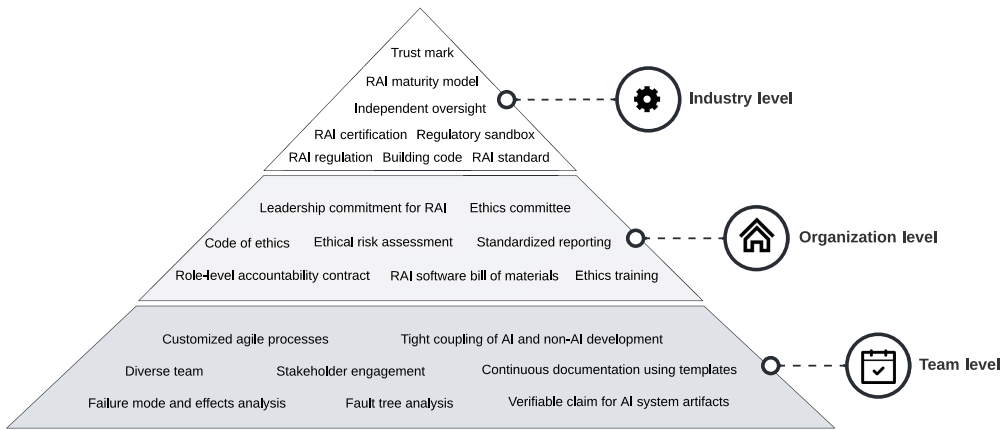 Trust mark
RAI maturity model
Independent oversight
Industry level
RAI certification Regulatory sandbox
RAI regulation Building code RAI standard
Leadership commitment for RAI Ethics committee
Code of ethics Ethical risk assessment Standardized reporting
Organization level
Role-level accountability contract RAI software bill of materials Ethics training
Customized agile processes Tight coupling of AI and non-AI development
Diverse team Stakeholder engagement Continuous documentation using templates
Team level
Failure mode and effects analysis Fault tree analysis Verifiable claim for AI system artifacts